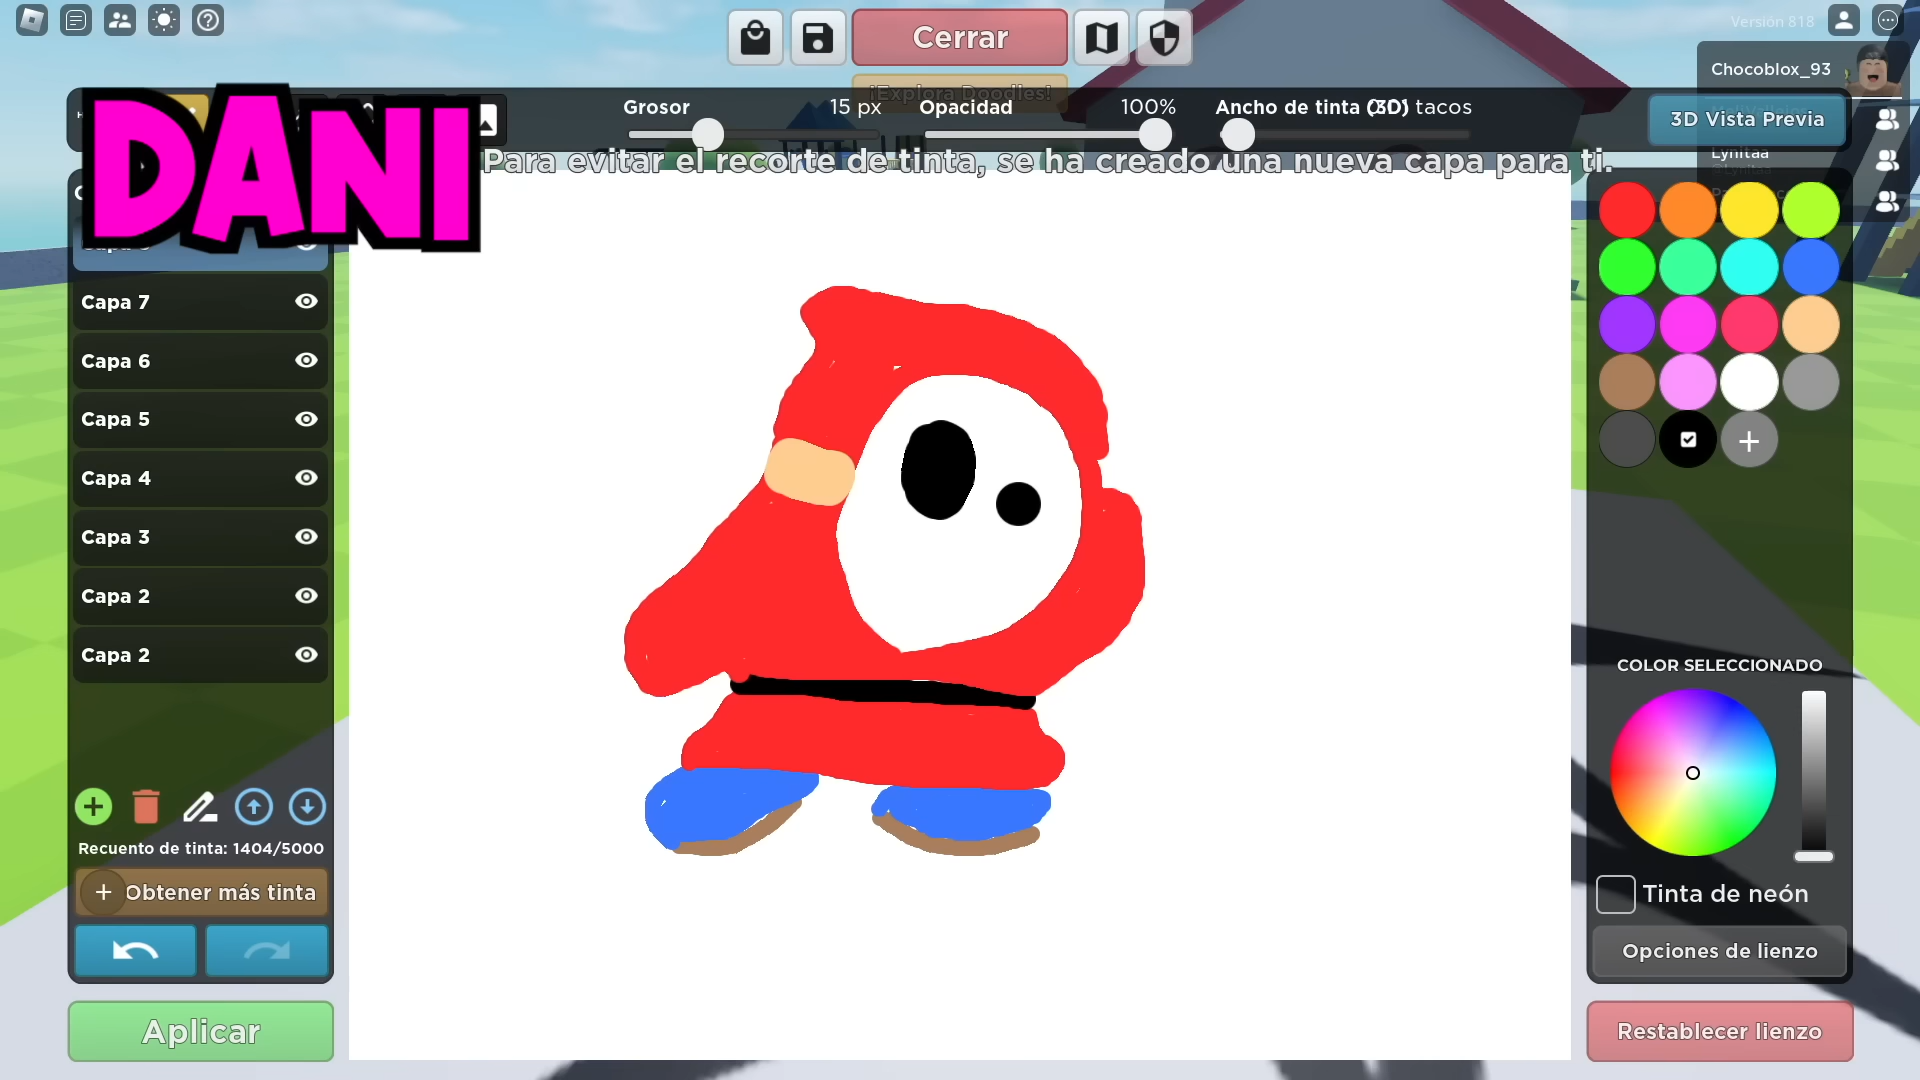 Versión 818
Cerrar
¡Explora Doodles!
Chocoblox_93
DANI
Grosor
15 px
Opacidad
100%
Ancho de tinta (3D)
tacos
3D Vista Previa
Lynitaa
Para evitar el recorte de tinta, se ha creado una nueva capa para ti.
Capa 7
Capa 6
Capa 5
Capa 4
Capa 3
Capa 2
Capa 2
COLOR SELECCIONADO
Recuento de tinta: 1404/5000
+ Obtener más tinta
Tinta de neón
Opciones de lienzo
Aplicar
Restablecer lienzo